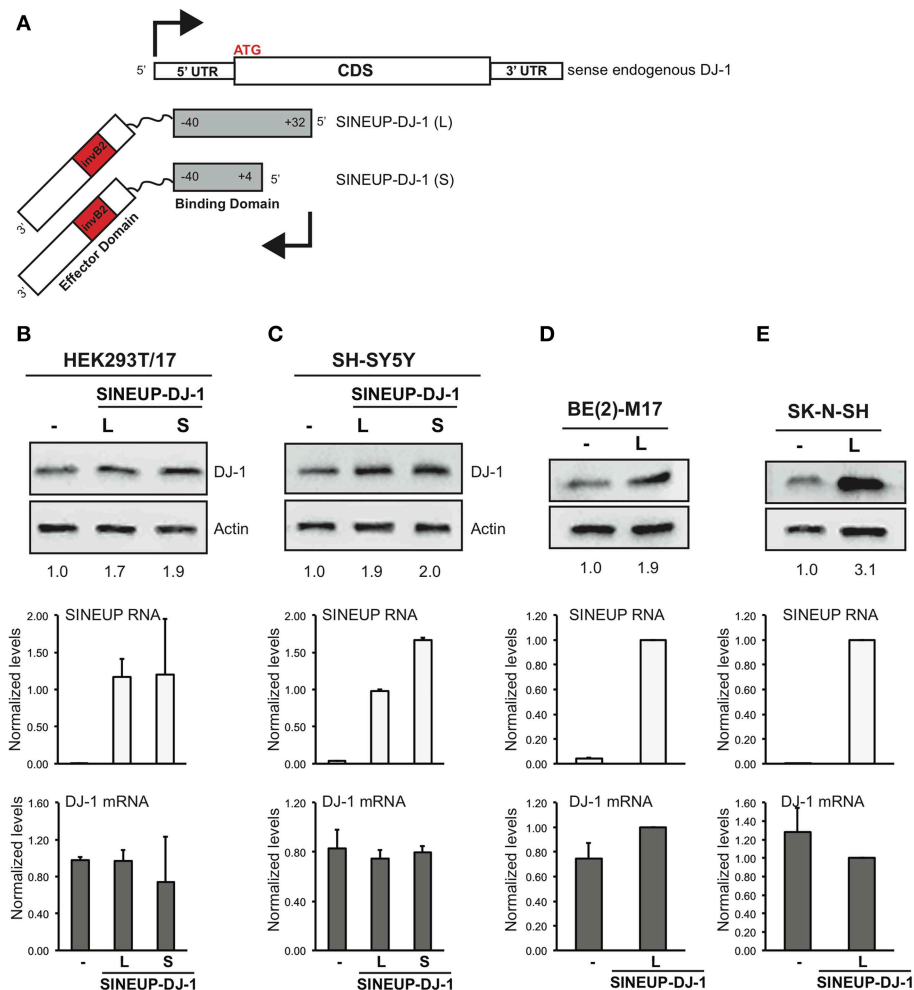 A
ATG
5'
5' UTR
CDS
3' UTR
sense endogenous DJ-1
invB2
-40
+32
5'
SINEUP-DJ-1 (L)
3'
invB2
-40
+4
5'
SINEUP-DJ-1 (S)
Binding Domain
Effector Domain
3'
B
HEK293T/17
SINEUP-DJ-1
-
L
S
DJ-1
Actin
1.0
1.7
1.9
SINEUP RNA
Normalized levels
2.00
1.50
1.00
0.50
0.00
DJ-1 mRNA
Normalized levels
1.60
1.20
0.80
0.40
0.00
-
L
S
SINEUP-DJ-1
C
SH-SY5Y
SINEUP-DJ-1
-
L
S
DJ-1
Actin
1.0
1.9
2.0
SINEUP RNA
Normalized levels
2.00
1.50
1.00
0.50
0.00
DJ-1 mRNA
Normalized levels
1.20
1.00
0.80
0.60
0.40
0.20
0.00
-
L
S
SINEUP-DJ-1
D
BE(2)-M17
-
L
1.0
1.9
SINEUP RNA
Normalized levels
1.20
1.00
0.80
0.60
0.40
0.20
0.00
DJ-1 mRNA
Normalized levels
1.20
1.00
0.80
0.60
0.40
0.20
0.00
-
L
SINEUP-DJ-1
E
SK-N-SH
-
L
1.0
3.1
SINEUP RNA
Normalized levels
1.20
1.00
0.80
0.60
0.40
0.20
0.00
DJ-1 mRNA
Normalized levels
1.60
1.40
1.20
1.00
0.80
0.60
0.40
0.20
0.00
-
L
SINEUP-DJ-1